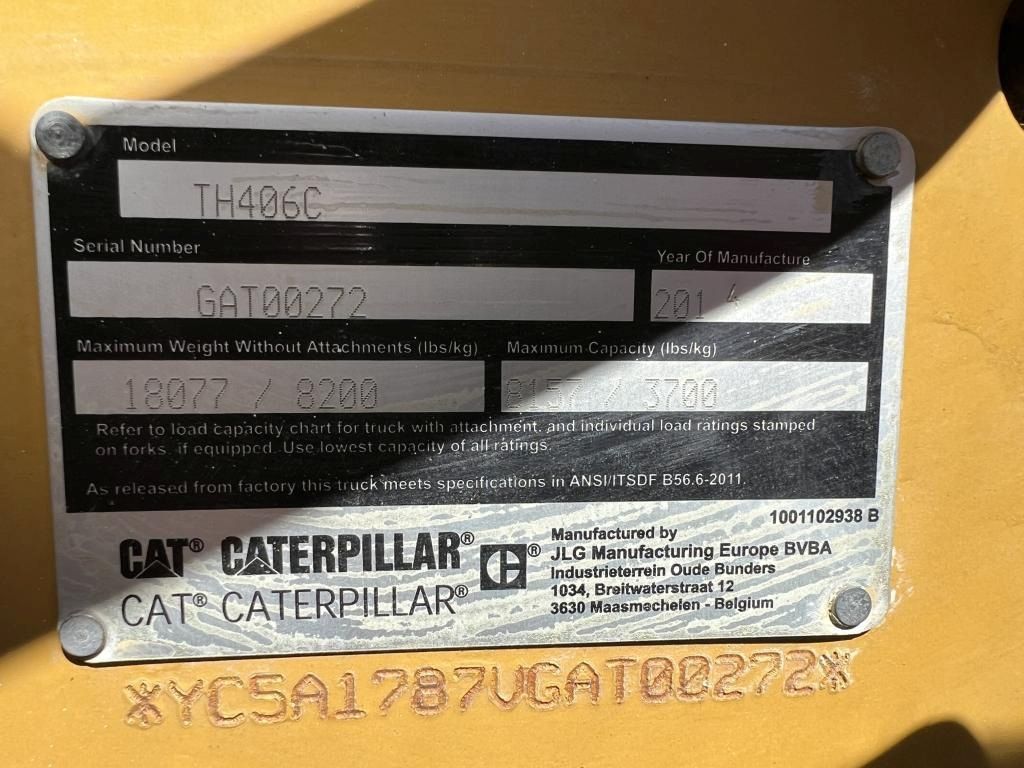 Model
TH406C
Serial Number
Year Of Manufacture
GAT00272
2014
Maximum Weight Without Attachments (lbs/kg)
Maximum Capacity (lbs/kg)
18077 / 8200
8157 / 3700
Refer to load capacity chart for truck with attachment, and individual load ratings stamped
on forks, if equipped. Use lowest capacity of all ratings.
As released from factory this truck meets specifications in ANSI/ITSDF B56.6-2011.
1001102938 B
CAT® CATERPILLAR® C®
CAT® CATERPILLAR®
Manufactured by
JLG Manufacturing Europe BVBA
Industrieterrein Oude Bunders
1034, Breitwaterstraat 12
3630 Maasmechelen - Belgium
*YC5A1787VGAT00272*